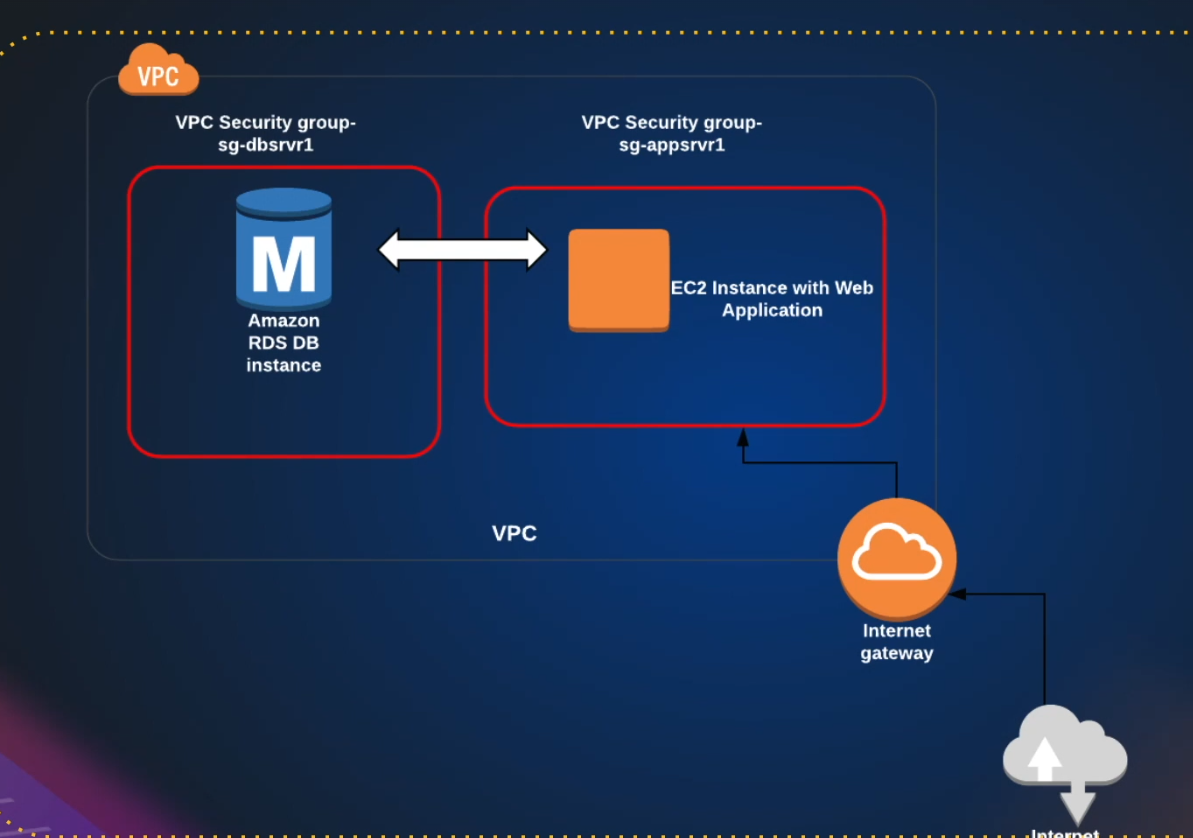 VPC
VPC Security group-
sg-dbsrvr1
VPC Security group-
sg-appsrvr1
M
Amazon
RDS DB
instance
EC2 Instance with Web
Application
VPC
Internet
gateway
Internet